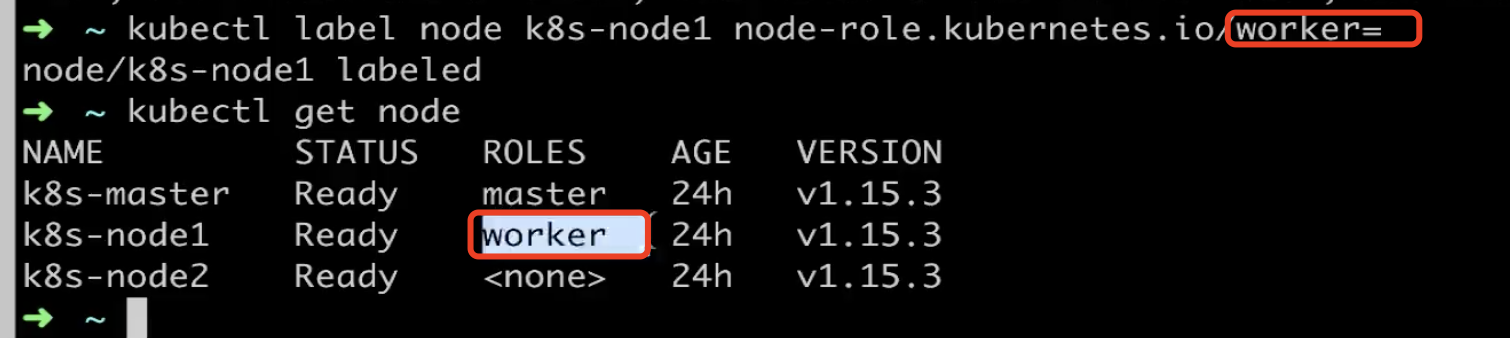 ➜ ~ kubectl label node k8s-node1 node-role.kubernetes.io/worker=
node/k8s-node1 labeled
➜ ~ kubectl get node
NAME STATUS ROLES AGE VERSION
k8s-master Ready master 24h v1.15.3
k8s-node1 Ready worker 24h v1.15.3
k8s-node2 Ready <none> 24h v1.15.3
➜ ~